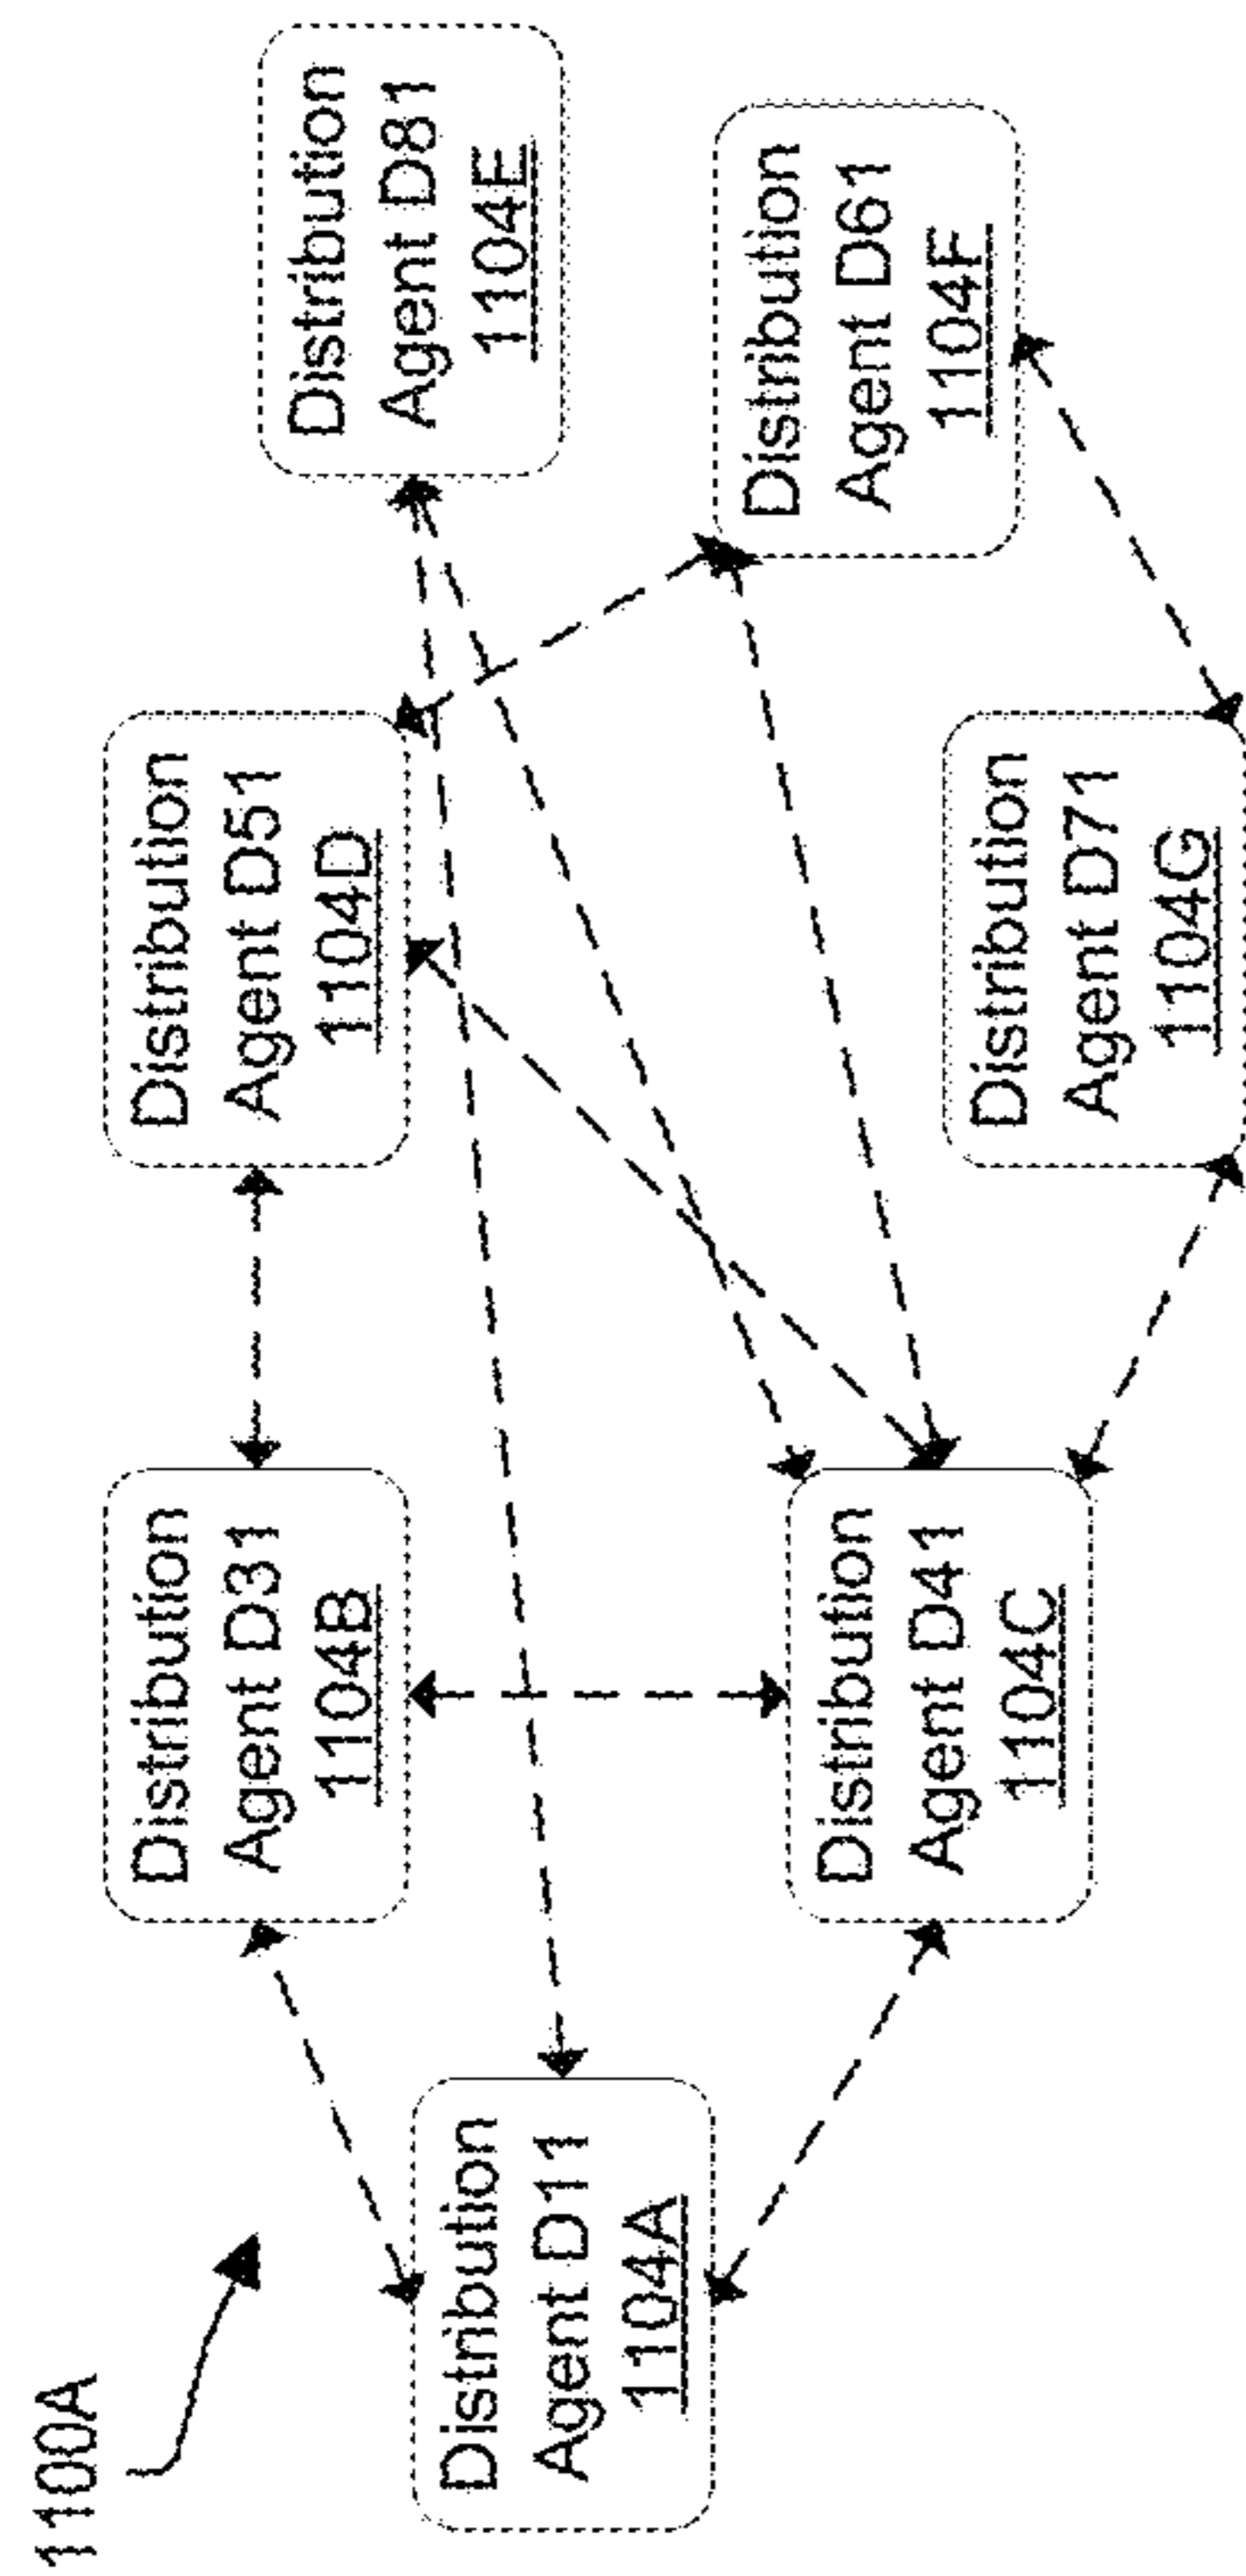 1100A
Distribution
Agent D11
1104A
Distribution
Agent D31
1104B
Distribution
Agent D41
1104C
Distribution
Agent D51
1104D
Distribution
Agent D71
1104G
Distribution
Agent D81
1104E
Distribution
Agent D61
1104F